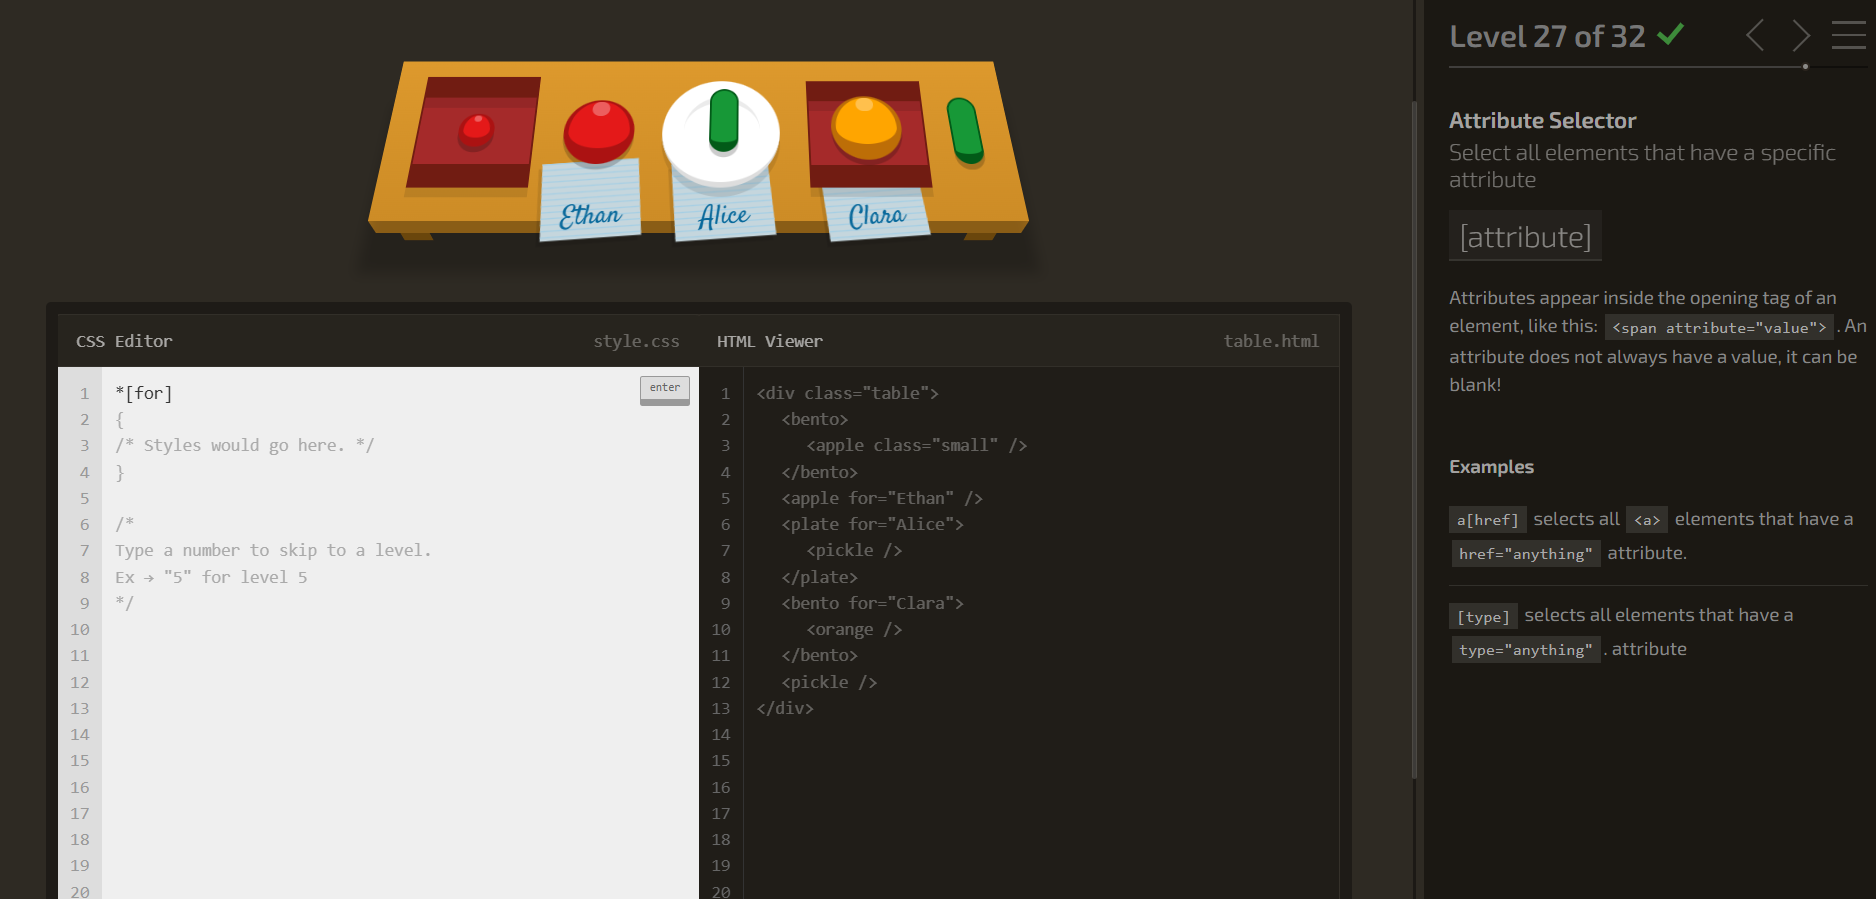 Ethan
Alice
Clara
CSS Editor
style.css
HTML Viewer
table.html
enter
1 *[for]
2 {
3 /* Styles would go here. */
4 }
5
6 /*
7 Type a number to skip to a level.
8 Ex → "5" for level 5
9 */
10
11
12
13
14
15
16
17
18
19
20
1 <div class="table">
2 <bento>
3 <apple class="small" />
4 </bento>
5 <apple for="Ethan" />
6 <plate for="Alice">
7 <pickle />
8 </plate>
9 <bento for="Clara">
10 <orange />
11 </bento>
12 <pickle />
13 </div>
14
15
16
17
18
19
20
Level 27 of 32
Attribute Selector
Select all elements that have a specific
attribute
[attribute]
Attributes appear inside the opening tag of an
element, like this: <span attribute="value"> . An
attribute does not always have a value, it can be
blank!
Examples
a[href] selects all <a> elements that have a
href="anything" attribute.
[type] selects all elements that have a
type="anything" . attribute